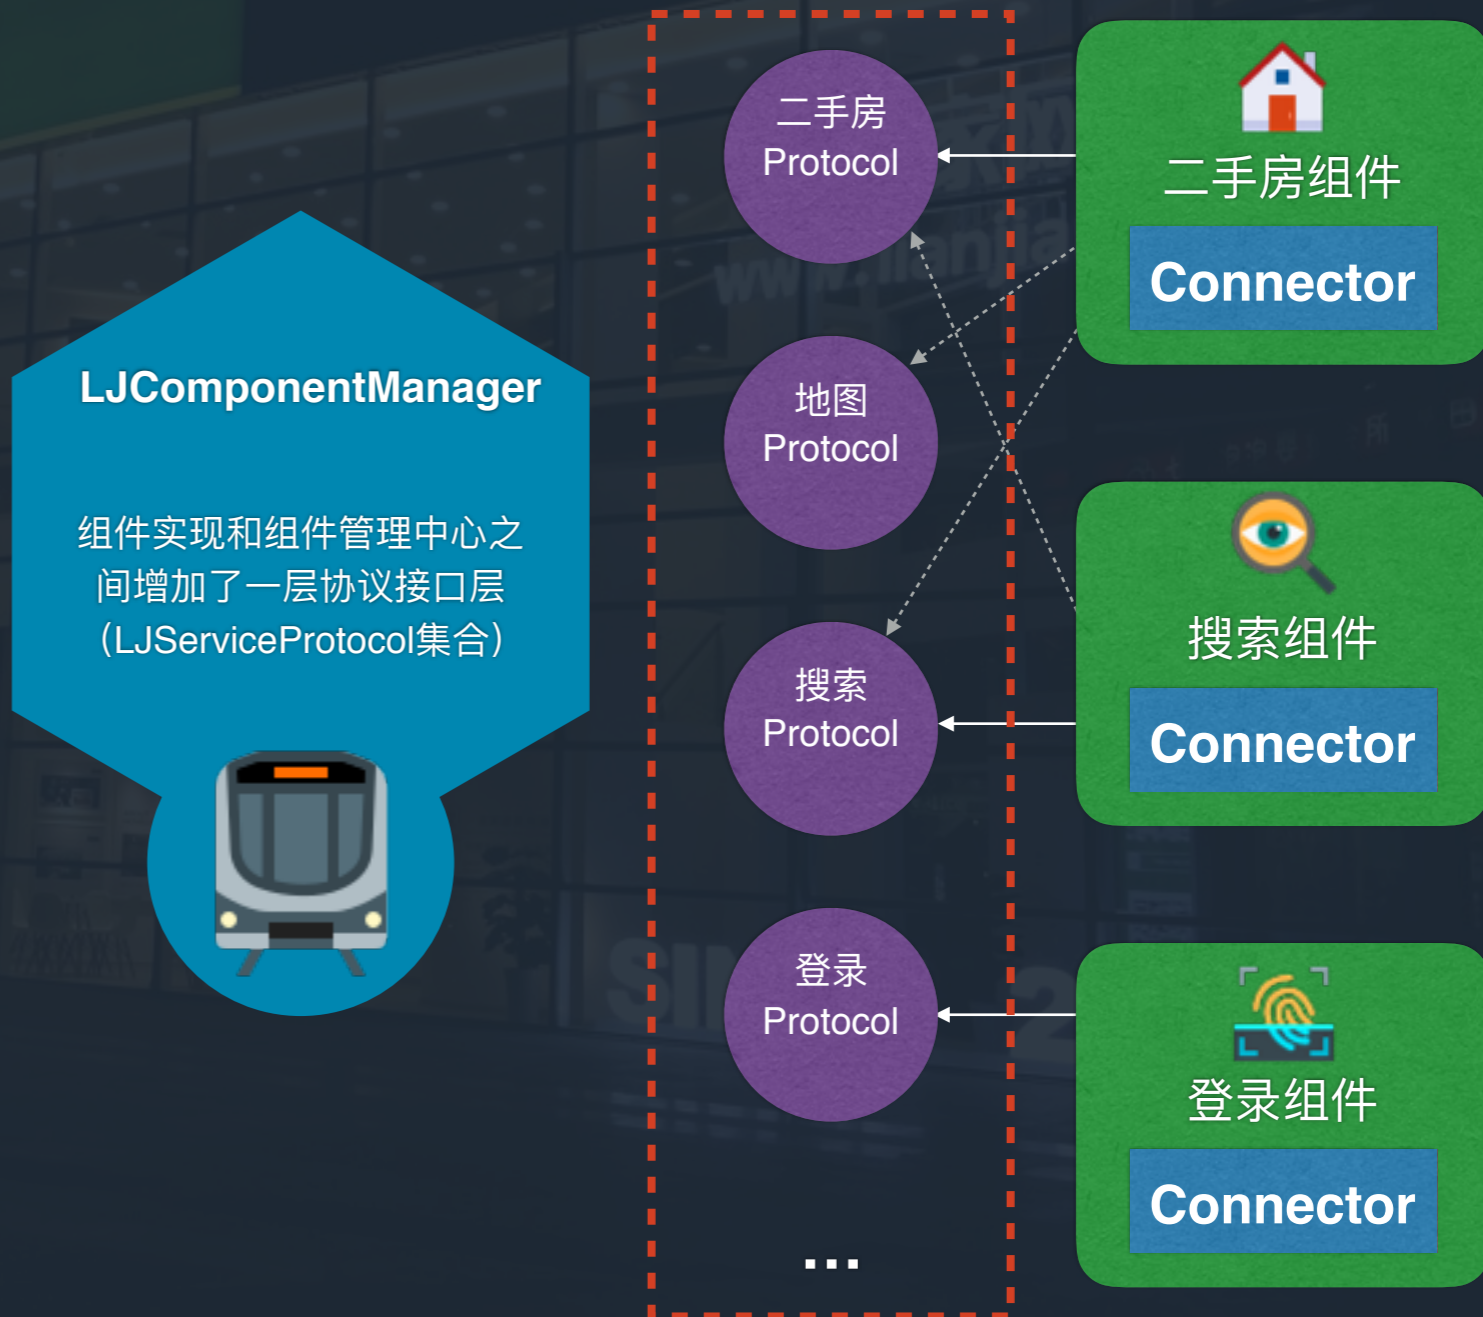 LJComponentManager
组件实现和组件管理中心之
间增加了一层协议接口层
（LJServiceProtocol集合）
二手房
Protocol
地图
Protocol
搜索
Protocol
登录
Protocol
...
二手房组件
Connector
搜索组件
Connector
登录组件
Connector
www.lianjia